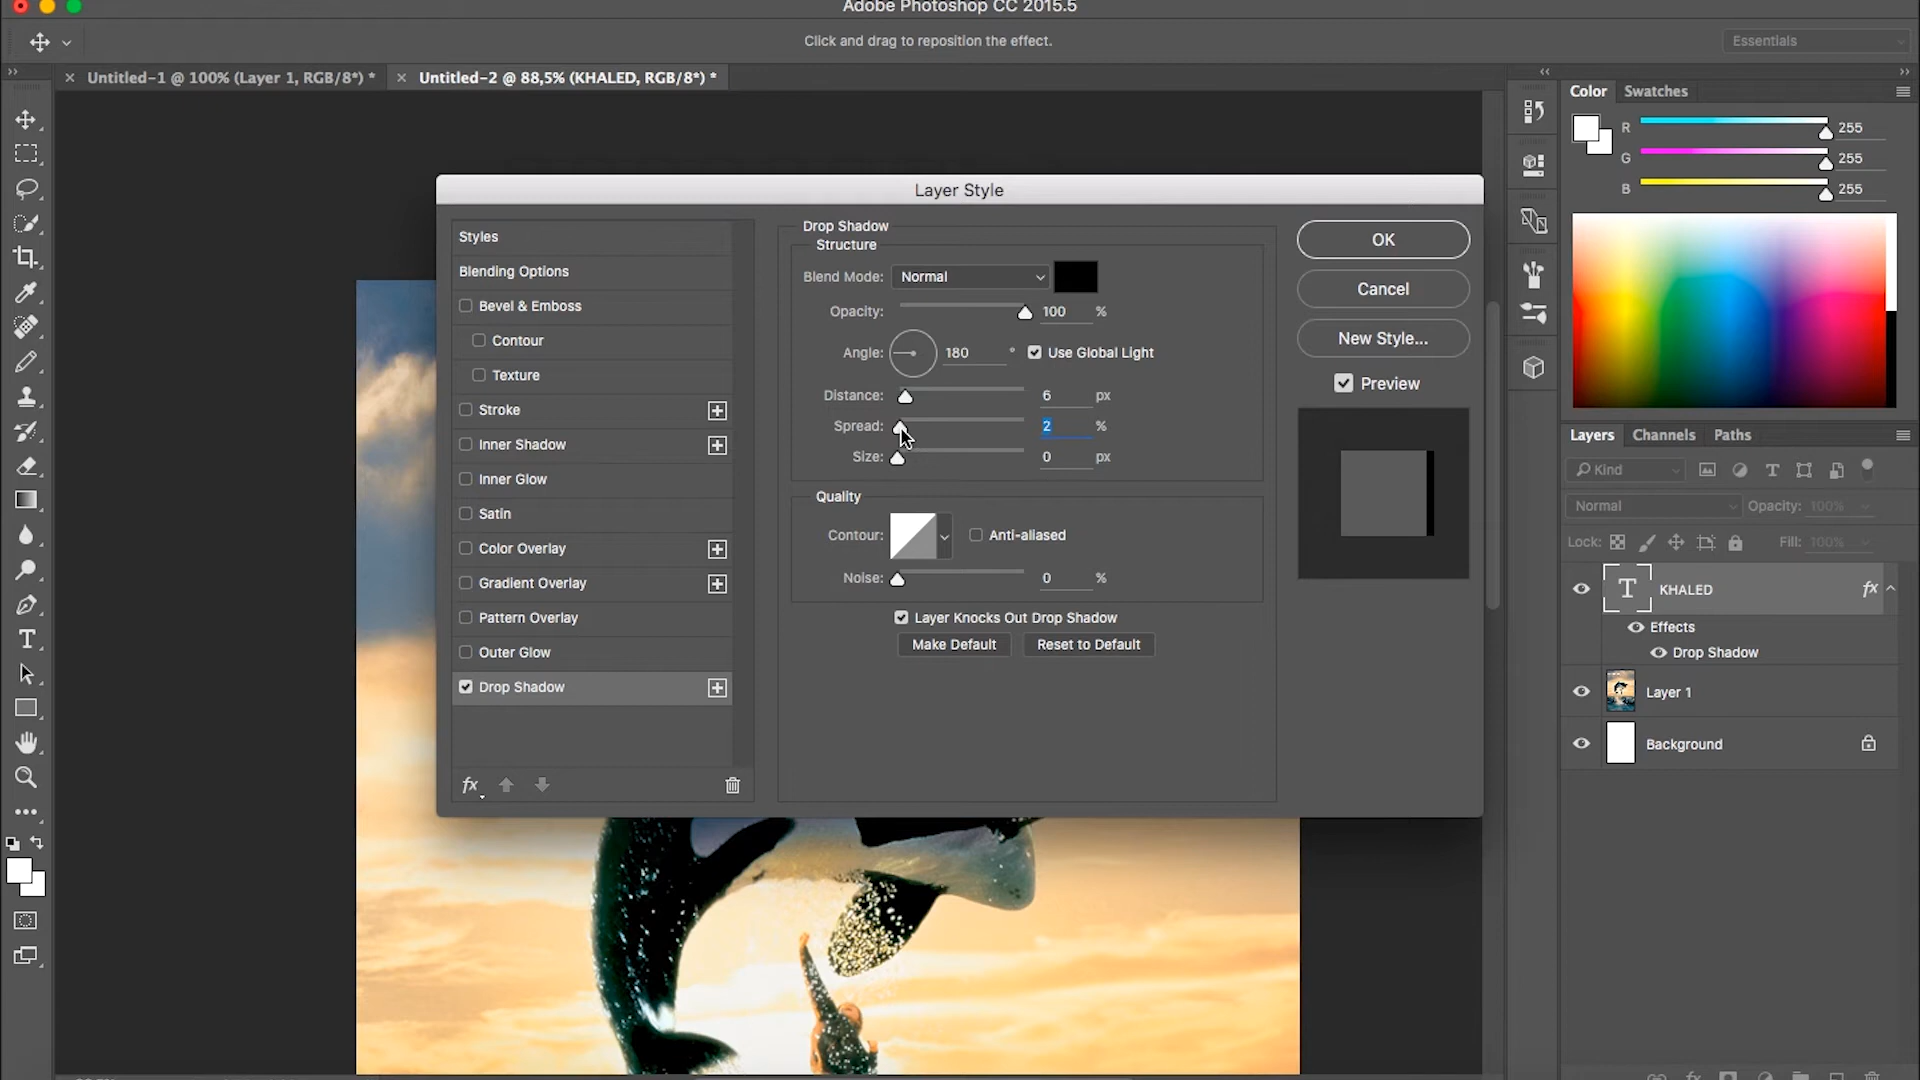 Adobe Photoshop CC 2015.5
Click and drag to reposition the effect.
Essentials
Untitled-1 @ 100% (Layer 1, RGB/8*) *
Untitled-2 @ 88,5% (KHALED, RGB/8*) *
Color
Swatches
R 255
G 255
B 255
Layer Style
Styles
Blending Options
Bevel & Emboss
Contour
Texture
Stroke
Inner Shadow
Inner Glow
Satin
Color Overlay
Gradient Overlay
Pattern Overlay
Outer Glow
Drop Shadow
fx
Drop Shadow
Structure
Blend Mode: Normal
Opacity: 100 %
Angle: 180 ° Use Global Light
Distance: 6 px
Spread: 2 %
Size: 0 px
Quality
Contour: Anti-aliased
Noise: 0 %
Layer Knocks Out Drop Shadow
Make Default
Reset to Default
OK
Cancel
New Style...
Preview
Layers
Channels
Paths
Kind
Normal
Opacity: 100%
Lock:
Fill: 100%
T KHALED fx
Effects
Drop Shadow
Layer 1
Background